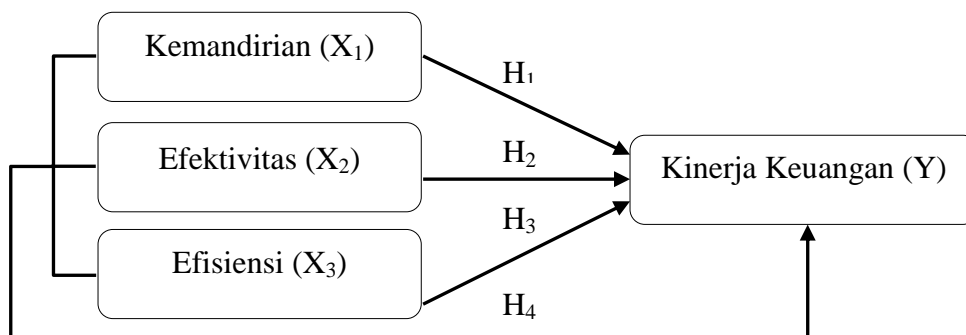 Kemandirian (X₁)
H₁
Efektivitas (X₂)
H₂
Kinerja Keuangan (Y)
H₃
Efisiensi (X₃)
H₄